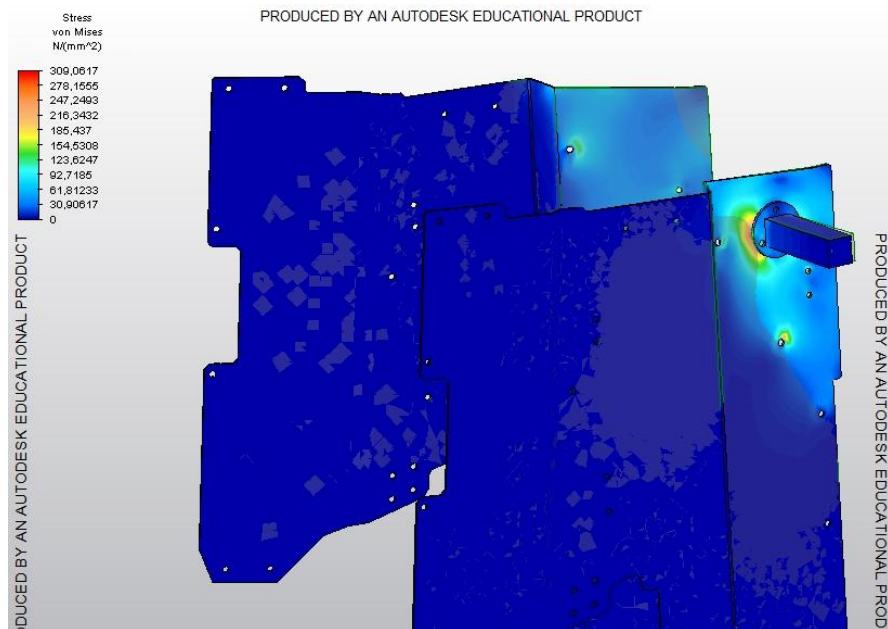 PRODUCED BY AN AUTODESK EDUCATIONAL PRODUCT
Stress
von Mises
N/(mm^2)
309,0617
278,1555
247,2493
216,3432
185,437
154,5308
123,6247
92,7185
61,81233
30,90617
0
ODUCED BY AN AUTODESK EDUCATIONAL PRODUCT
PRODUCED BY AN AUTODESK EDUCATIONAL PROD